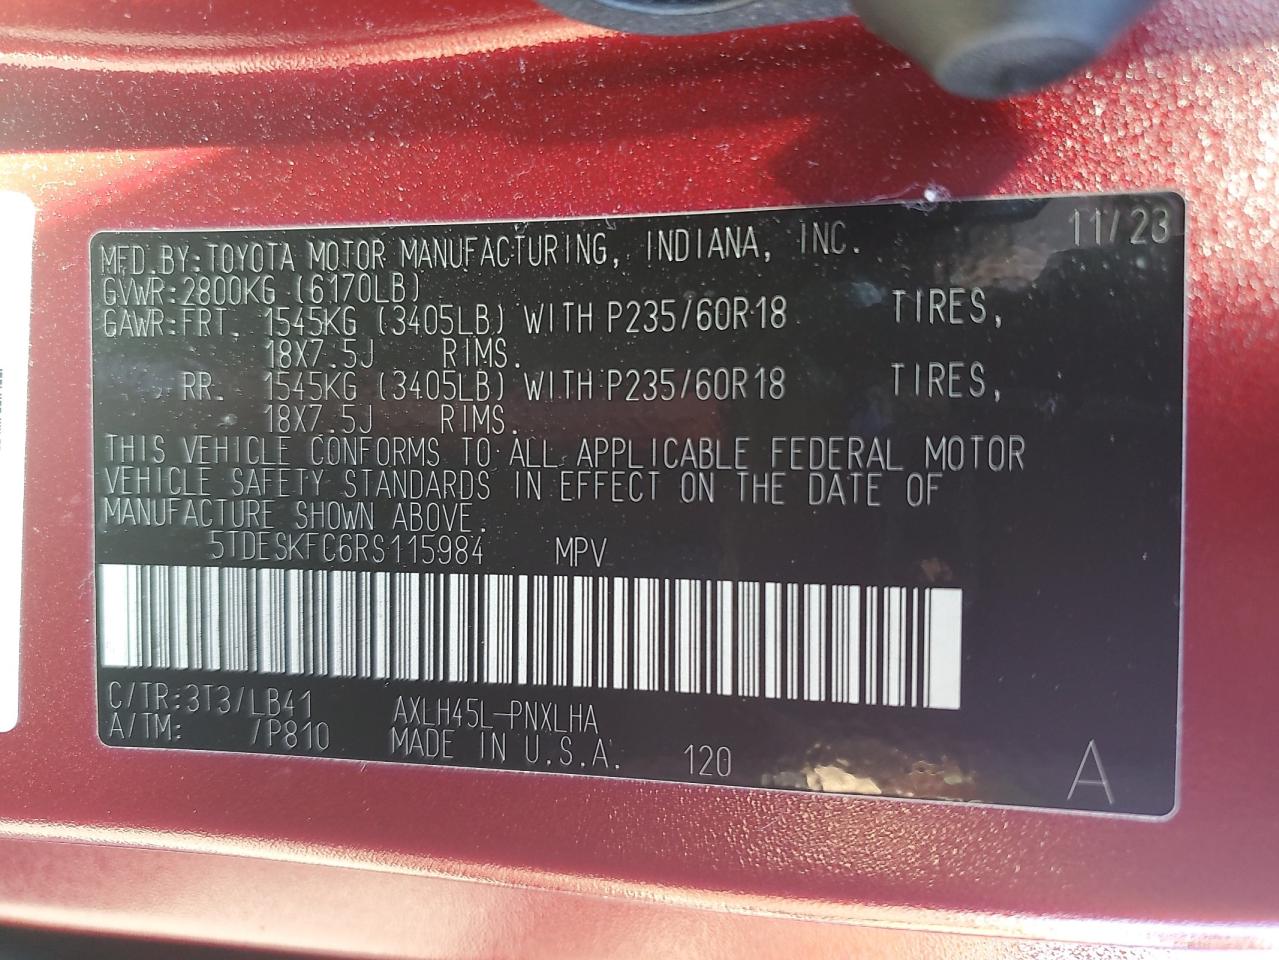 MFD.BY:TOYOTA MOTOR MANUFACTURING, INDIANA, INC. 11/23
GVWR:2800KG (6170LB)
GAWR:FRT. 1545KG (3405LB) WITH P235/60R18 TIRES,
18X7.5J RIMS.
RR. 1545KG (3405LB) WITH P235/60R18 TIRES,
18X7.5J RIMS.
THIS VEHICLE CONFORMS TO ALL APPLICABLE FEDERAL MOTOR
VEHICLE SAFETY STANDARDS IN EFFECT ON THE DATE OF
MANUFACTURE SHOWN ABOVE.
5TDESKFC6RS115984 MPV
C/TR:3T3/LB41 AXLH45L-PNXLHA
A/TM: /P810 MADE IN U.S.A. 120 A